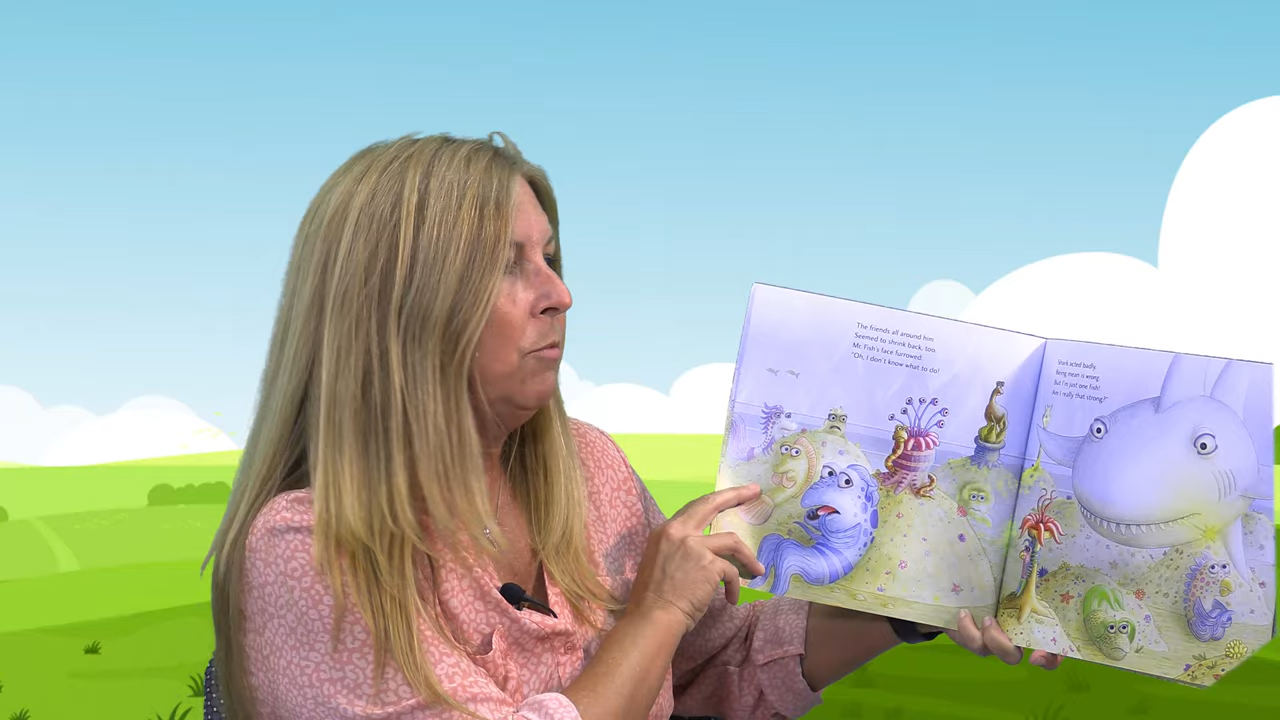 The friends all around him
Seemed to shrink back, too.
Mr. Fish's face furrowed.
"Oh, I don't know what to do!
Shark acted badly.
Being mean is wrong
But I'm just one fish!
Am I really that strong?"